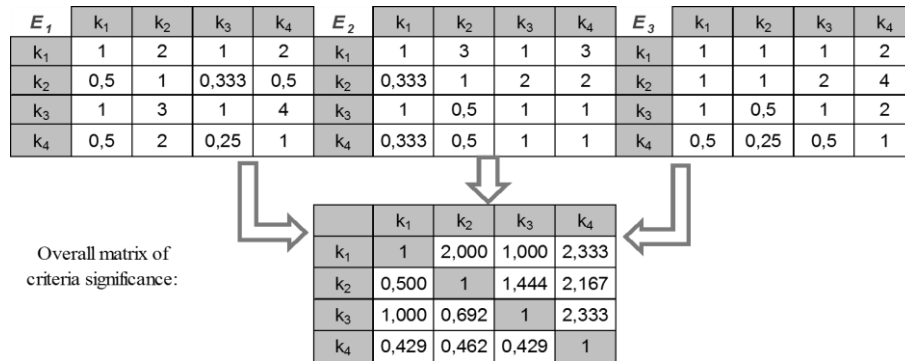 E1 k1 k2 k3 k4 E2 k1 k2 k3 k4 E3 k1 k2 k3 k4
k1 1 2 1 2 k1 1 3 1 3 k1 1 1 1 2
k2 0,5 1 0,333 0,5 k2 0,333 1 2 2 k2 1 1 2 4
k3 1 3 1 4 k3 1 0,5 1 1 k3 1 0,5 1 2
k4 0,5 2 0,25 1 k4 0,333 0,5 1 1 k4 0,5 0,25 0,5 1
k1 k2 k3 k4
Overall matrix of
criteria significance:
k1 1 2,000 1,000 2,333
k2 0,500 1 1,444 2,167
k3 1,000 0,692 1 2,333
k4 0,429 0,462 0,429 1